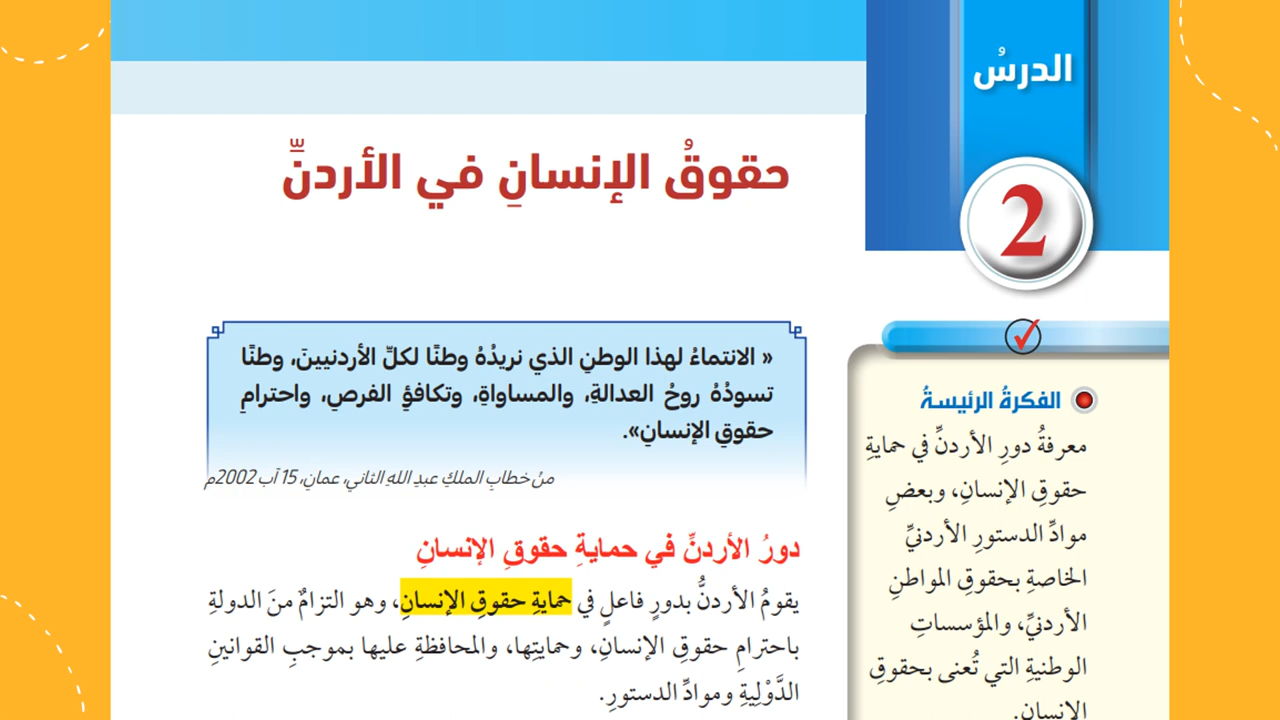 الدرسُ
2
حقوقُ الإنسانِ في الأردنِّ
« الانتماءُ لهذا الوطنِ الذي نريدُهُ وطنًا لكلِّ الأردنيينَ، وطنًا
تسودُهُ روحُ العدالةِ، والمساواةِ، وتكافؤِ الفرصِ، واحترامِ
حقوقِ الإنسانِ».
منْ خطابِ الملكِ عبدِ اللهِ الثاني، عمانِ، 15 آب 2002م
دورُ الأردنِّ في حمايةِ حقوقِ الإنسانِ
يقومُ الأردنُّ بدورٍ فاعلٍ في حمايةِ حقوقِ الإنسانِ، وهو التزامٌ منَ الدولةِ
باحترامِ حقوقِ الإنسانِ، وحمايتِها، والمحافظةِ عليها بموجبِ القوانينِ
الدَّوْلِيةِ وموادِّ الدستورِ.
الفكرةُ الرئيسةُ
معرفةُ دورِ الأردنِّ في حمايةِ
حقوقِ الإنسانِ، وبعضِ
موادِّ الدستورِ الأردنيِّ
الخاصةِ بحقوقِ المواطنِ
الأردنيِّ، والمؤسساتِ
الوطنيةِ التي تُعنى بحقوقِ
الإنسانِ.